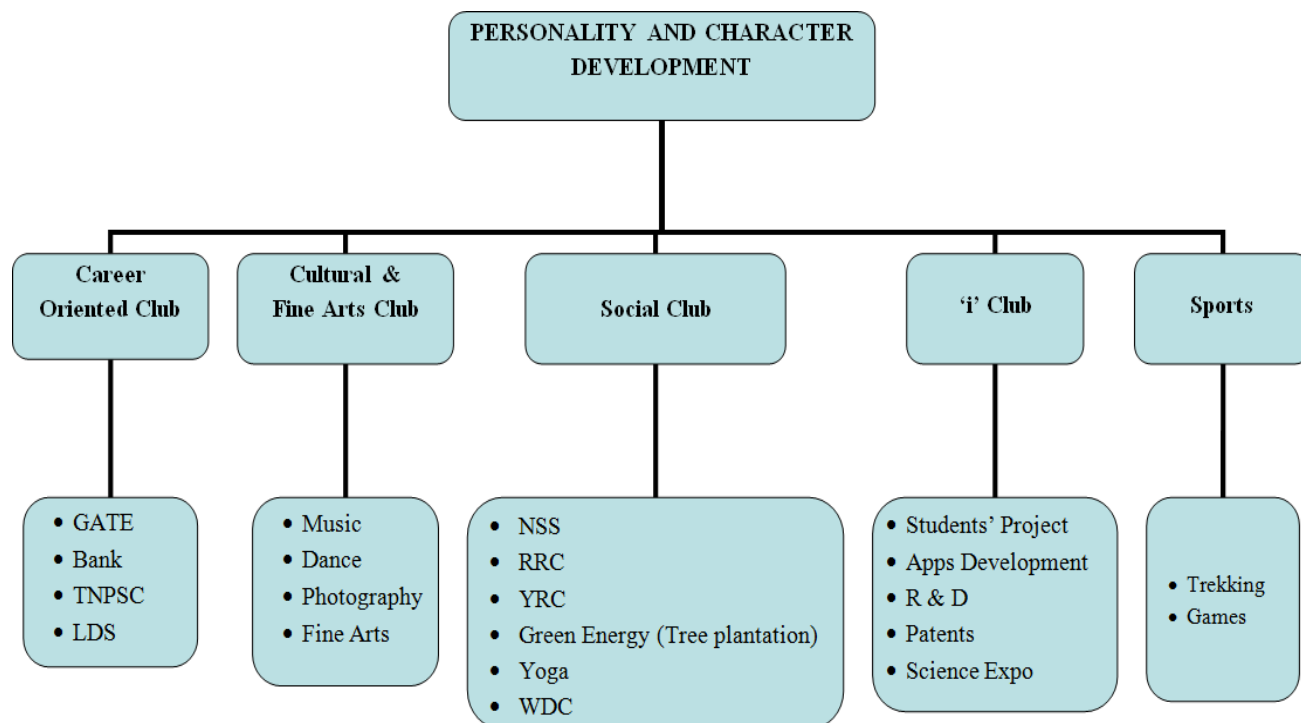 PERSONALITY AND CHARACTER
DEVELOPMENT
Career
Oriented Club
Cultural &
Fine Arts Club
Social Club
‘i’ Club
Sports
• GATE
• Bank
• TNPSC
• LDS
• Music
• Dance
• Photography
• Fine Arts
• NSS
• RRC
• YRC
• Green Energy (Tree plantation)
• Yoga
• WDC
• Students’ Project
• Apps Development
• R & D
• Patents
• Science Expo
• Trekking
• Games